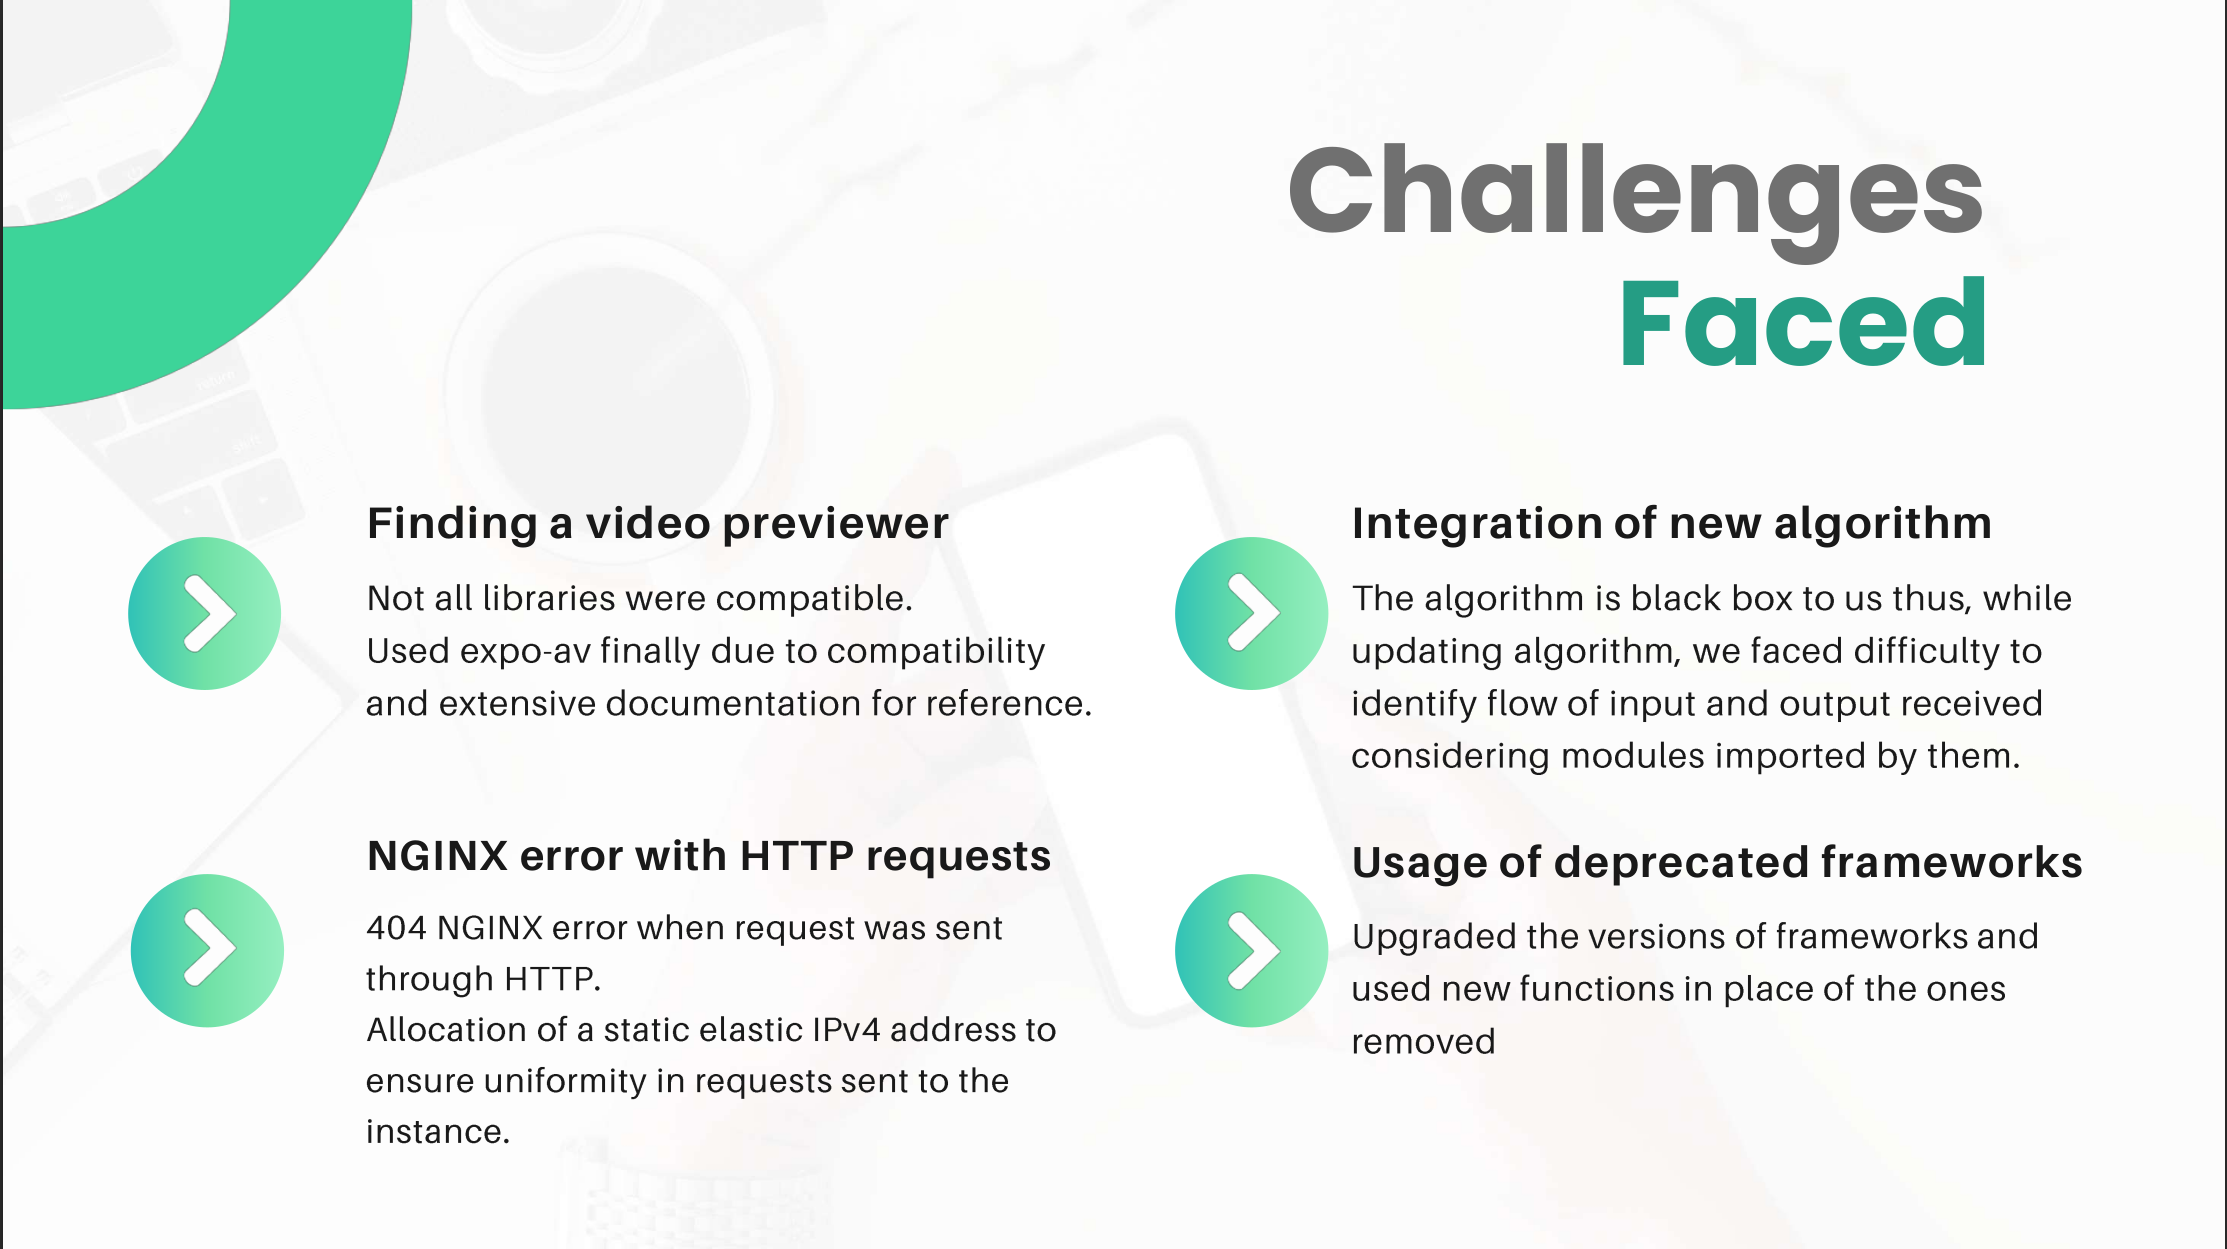 Challenges
Faced
Finding a video previewer
Not all libraries were compatible.
Used expo-av finally due to compatibility
and extensive documentation for reference.
Integration of new algorithm
The algorithm is black box to us thus, while
updating algorithm, we faced difficulty to
identify flow of input and output received
considering modules imported by them.
NGINX error with HTTP requests
404 NGINX error when request was sent
through HTTP.
Allocation of a static elastic IPv4 address to
ensure uniformity in requests sent to the
instance.
Usage of deprecated frameworks
Upgraded the versions of frameworks and
used new functions in place of the ones
removed